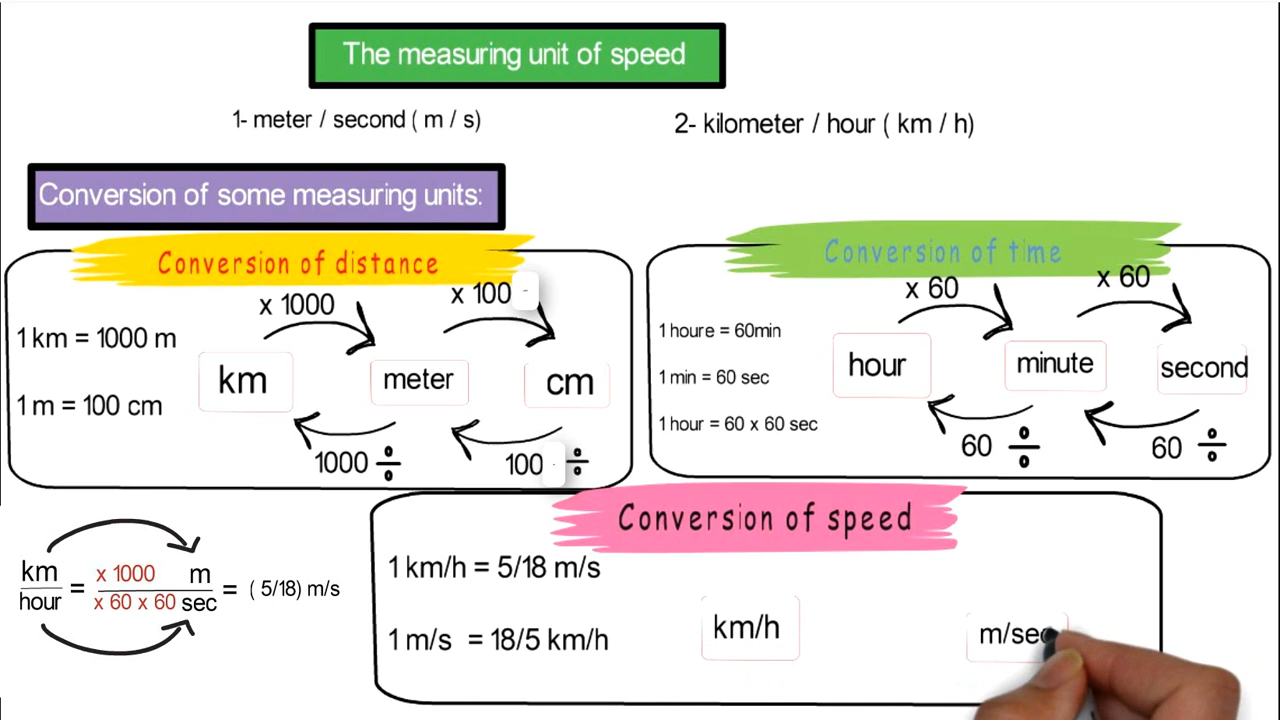 The measuring unit of speed
1- meter / second ( m / s)
2- kilometer / hour ( km / h)
Conversion of some measuring units:
Conversion of distance
x 1000
x 100
1 km = 1000 m
km
meter
cm
1 m = 100 cm
1000 ÷
100 ÷
Conversion of time
x 60
x 60
1 houre = 60min
hour
minute
second
1 min = 60 sec
1 hour = 60 x 60 sec
60 ÷
60 ÷
km
hour
=
x 1000 m
x 60 x 60 sec
= ( 5/18) m/s
Conversion of speed
1 km/h = 5/18 m/s
1 m/s = 18/5 km/h
km/h
m/sec